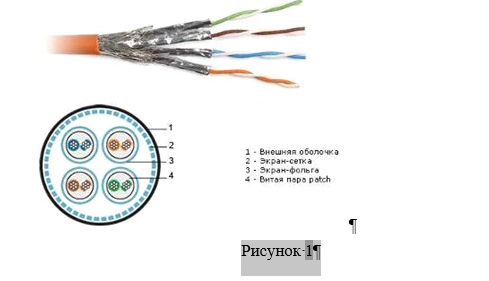 1
2
3
4
1 - Внешняя оболочка
2 - Экран-сетка
3 - Экран-фольга
4 - Витая пара patch
¶
Рисунок·1¶